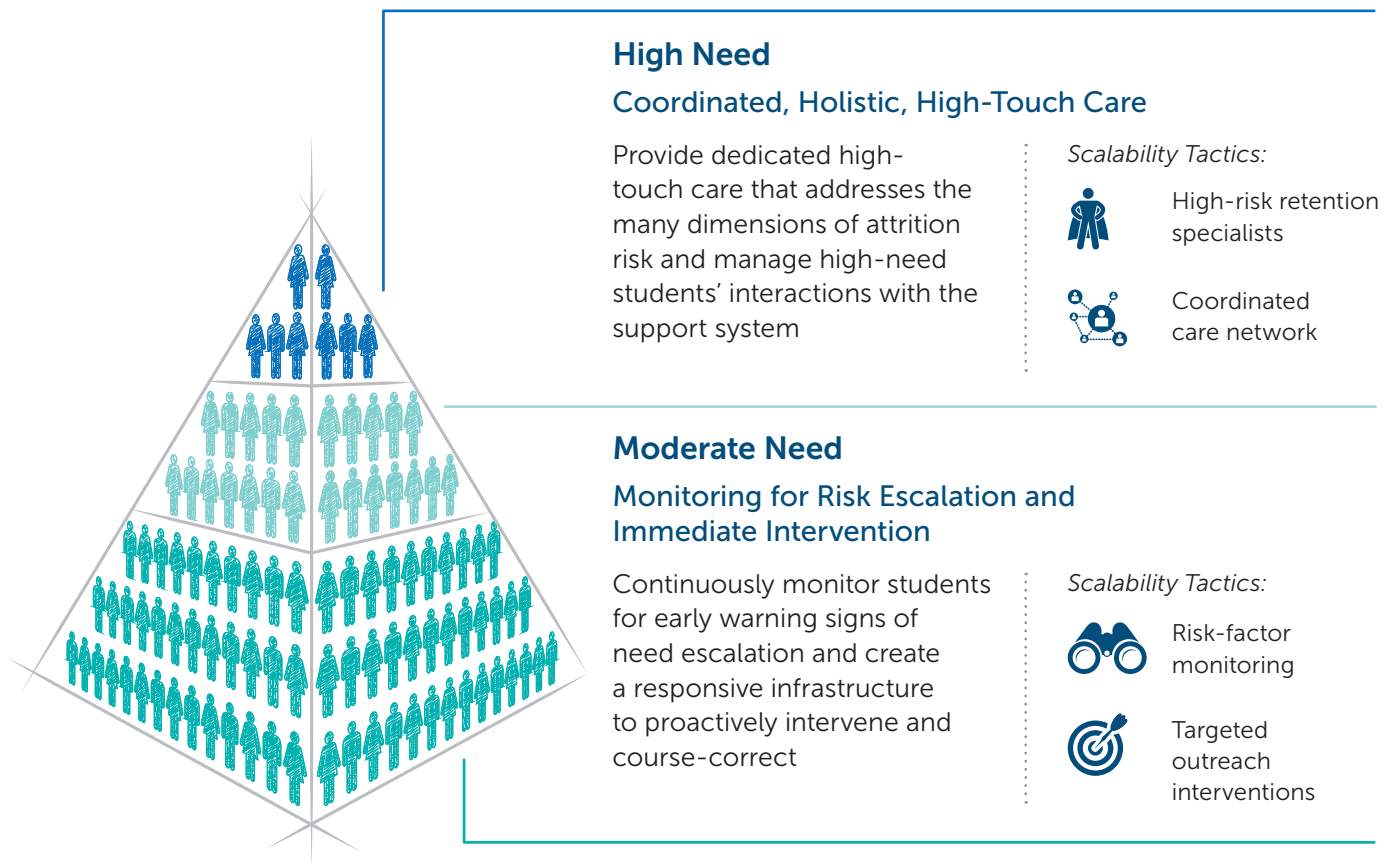 High Need
Coordinated, Holistic, High-Touch Care
Provide dedicated high-
touch care that addresses the
many dimensions of attrition
risk and manage high-need
students’ interactions with the
support system
Scalability Tactics:
High-risk retention
specialists
Coordinated
care network
Moderate Need
Monitoring for Risk Escalation and
Immediate Intervention
Continuously monitor students
for early warning signs of
need escalation and create
a responsive infrastructure
to proactively intervene and
course-correct
Scalability Tactics:
Risk-factor
monitoring
Targeted
outreach
interventions